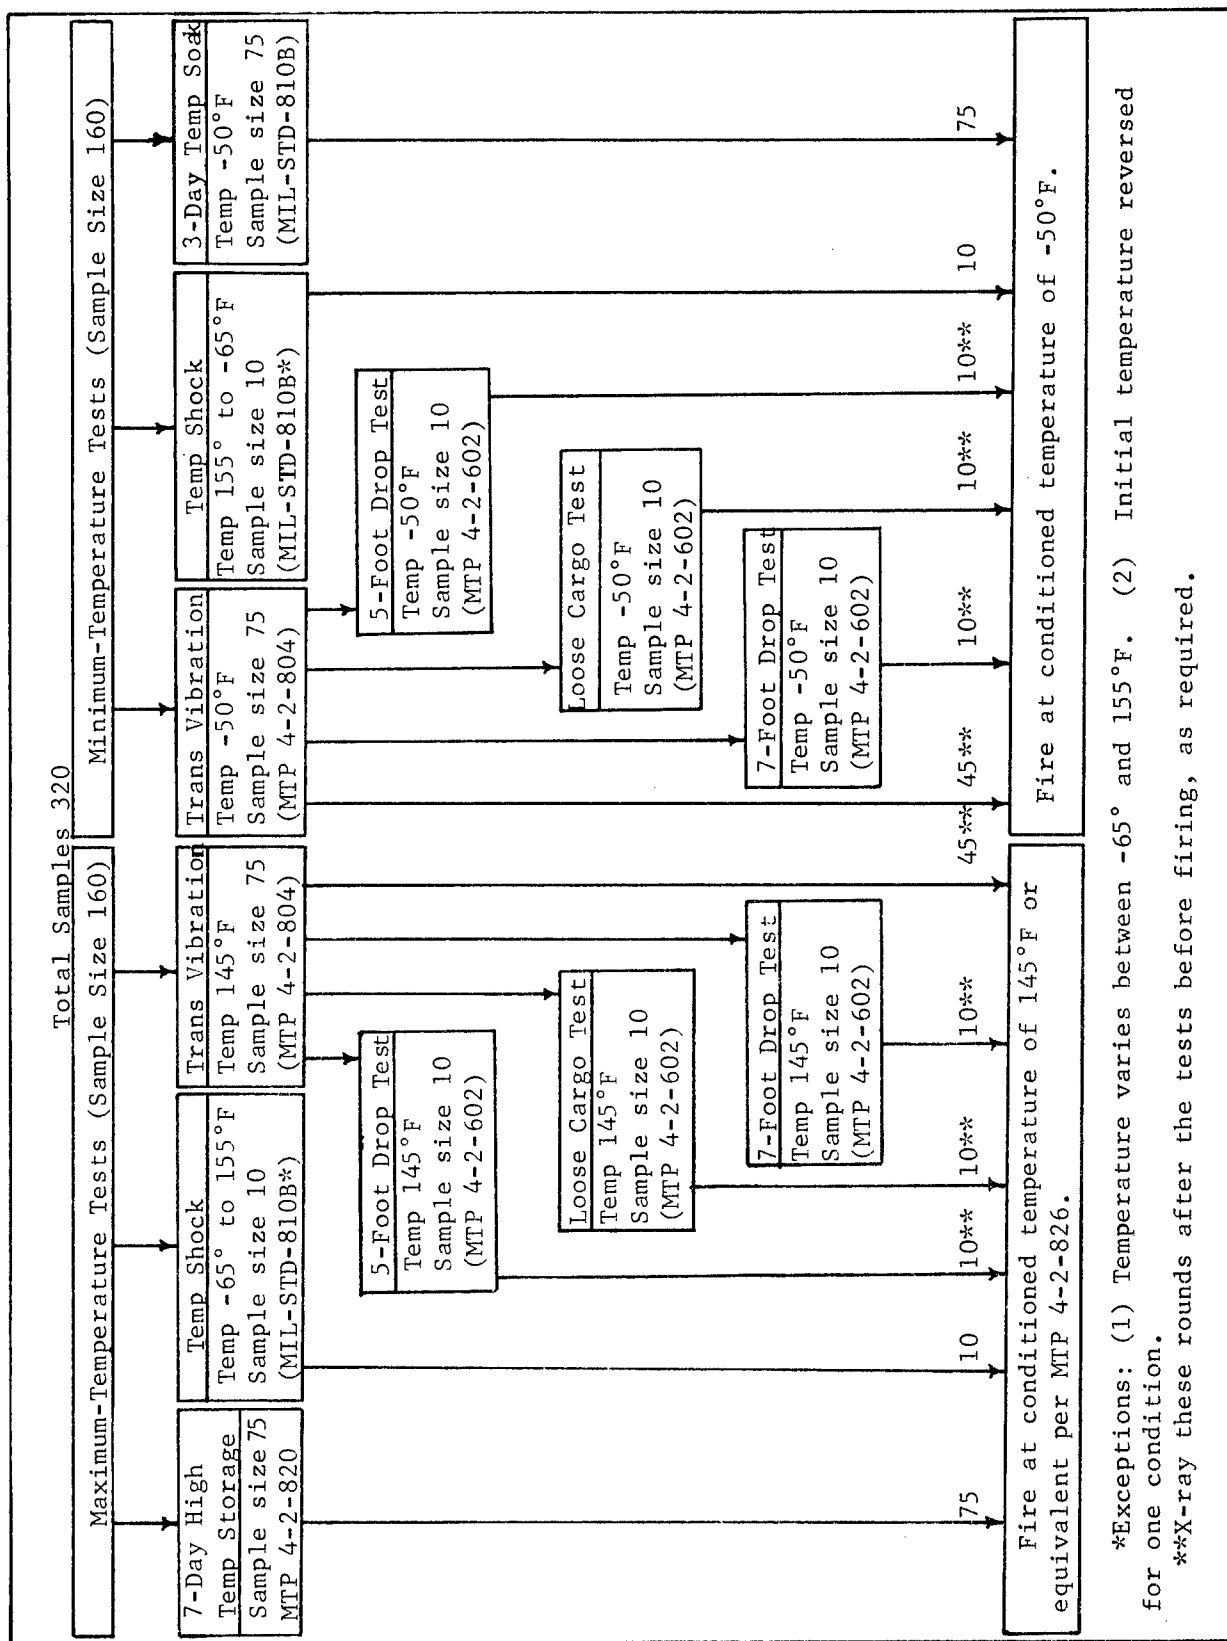 Total Samples 320
Maximum-Temperature Tests (Sample Size 160)
Minimum-Temperature Tests (Sample Size 160)
7-Day High
Temp Storage
Sample size 75
MTP 4-2-820
Temp Shock
Temp -65° to 155°F
Sample size 10
(MIL-STD-810B*)
Trans Vibration
Temp 145°F
Sample size 75
(MTP 4-2-804)
Trans Vibration
Temp -50°F
Sample size 75
(MTP 4-2-804)
Temp Shock
Temp 155° to -65°F
Sample size 10
(MIL-STD-810B*)
3-Day Temp Soak
Temp -50°F
Sample size 75
(MIL-STD-810B)
5-Foot Drop Test
Temp 145°F
Sample size 10
(MTP 4-2-602)
5-Foot Drop Test
Temp -50°F
Sample size 10
(MTP 4-2-602)
Loose Cargo Test
Temp 145°F
Sample size 10
(MTP 4-2-602)
Loose Cargo Test
Temp -50°F
Sample size 10
(MTP 4-2-602)
7-Foot Drop Test
Temp 145°F
Sample size 10
(MTP 4-2-602)
7-Foot Drop Test
Temp -50°F
Sample size 10
(MTP 4-2-602)
75
10
10**
10**
10**
45**
45**
10**
10**
10**
10
75
Fire at conditioned temperature of 145°F or
equivalent per MTP 4-2-826.
Fire at conditioned temperature of -50°F.
*Exceptions: (1) Temperature varies between -65° and 155°F. (2) Initial temperature reversed
for one condition.
**X-ray these rounds after the tests before firing, as required.